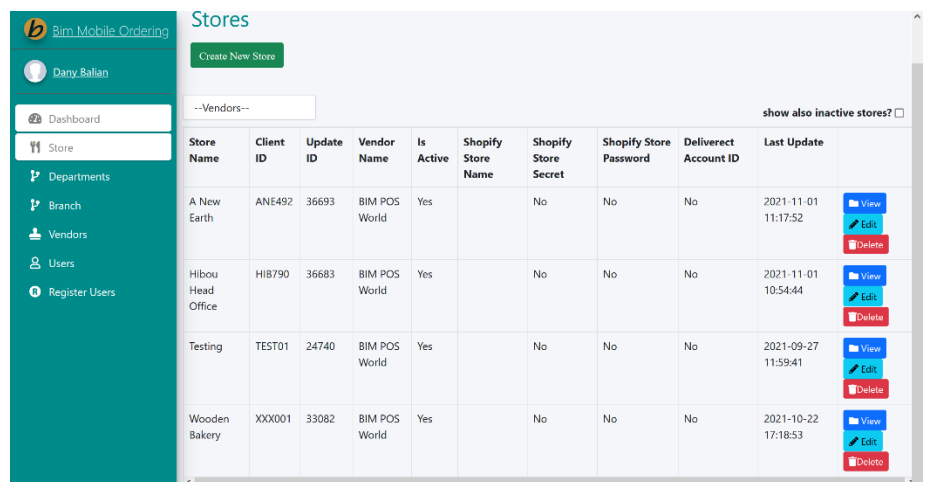 Bim Mobile Ordering
Dany Balian
Dashboard
Store
Departments
Branch
Vendors
Users
Register Users
Stores
Create New Store
--Vendors--
show also inactive stores?
Store Name Client ID Update ID Vendor Name Is Active Shopify Store Name Shopify Store Secret Shopify Store Password Deliverect Account ID Last Update
A New Earth ANE492 36693 BIM POS World Yes No No No 2021-11-01 11:17:52 View Edit Delete
Hibou Head Office HIB790 36683 BIM POS World Yes No No No 2021-11-01 10:54:44 View Edit Delete
Testing TEST01 24740 BIM POS World Yes No No No 2021-09-27 11:59:41 View Edit Delete
Wooden Bakery XXX001 33082 BIM POS World Yes No No No 2021-10-22 17:18:53 View Edit Delete